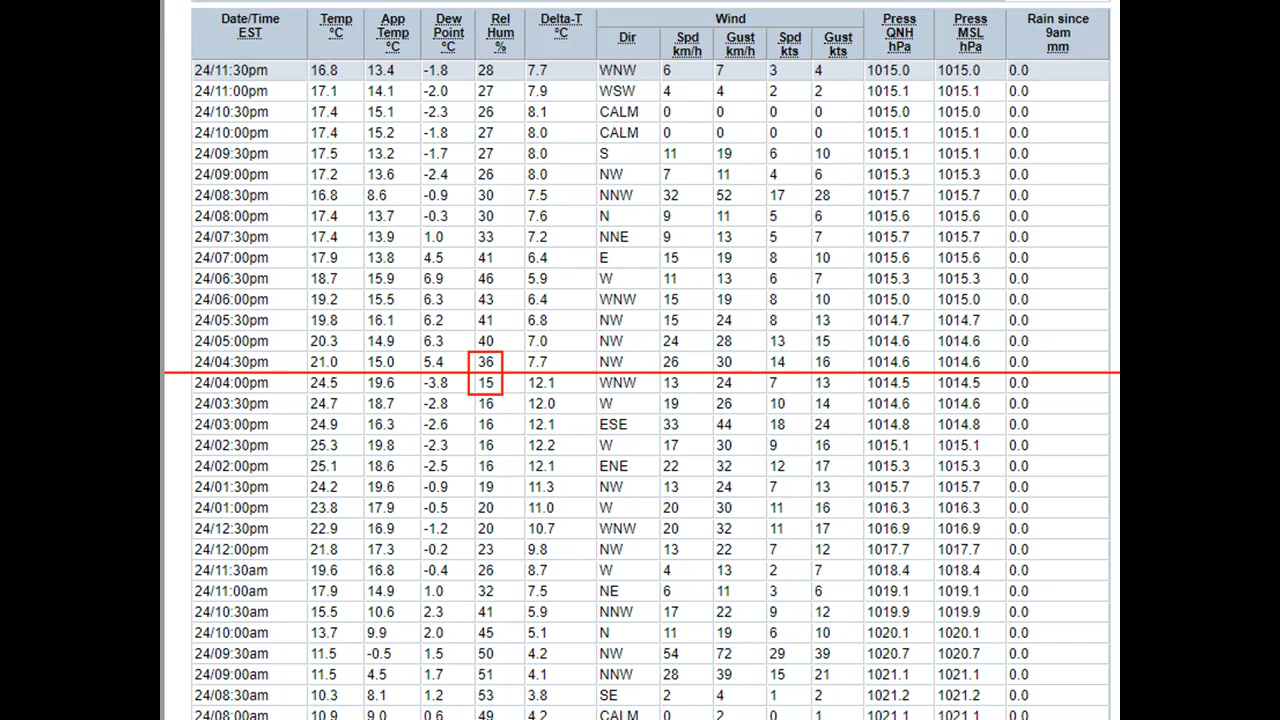 Date/Time EST Temp °C App Temp °C Dew Point °C Rel Hum % Delta-T °C Wind Press QNH hPa Press MSL hPa Rain since 9am mm
Dir Spd km/h Gust km/h Spd kts Gust kts
24/11:30pm 16.8 13.4 -1.8 28 7.7 WNW 6 7 3 4 1015.0 1015.0 0.0
24/11:00pm 17.1 14.1 -2.0 27 7.9 WSW 4 4 2 2 1015.1 1015.1 0.0
24/10:30pm 17.4 15.1 -2.3 26 8.1 CALM 0 0 0 0 1015.0 1015.0 0.0
24/10:00pm 17.4 15.2 -1.8 27 8.0 CALM 0 0 0 0 1015.1 1015.1 0.0
24/09:30pm 17.5 13.2 -1.7 27 8.0 S 11 19 6 10 1015.1 1015.1 0.0
24/09:00pm 17.2 13.6 -2.4 26 8.0 NW 7 11 4 6 1015.3 1015.3 0.0
24/08:30pm 16.8 8.6 -0.9 30 7.5 NNW 32 52 17 28 1015.7 1015.7 0.0
24/08:00pm 17.4 13.7 -0.3 30 7.6 N 9 11 5 6 1015.6 1015.6 0.0
24/07:30pm 17.4 13.9 1.0 33 7.2 NNE 9 13 5 7 1015.7 1015.7 0.0
24/07:00pm 17.9 13.8 4.5 41 6.4 E 15 19 8 10 1015.6 1015.6 0.0
24/06:30pm 18.7 15.9 6.9 46 5.9 W 11 13 6 7 1015.3 1015.3 0.0
24/06:00pm 19.2 15.5 6.3 43 6.4 WNW 15 19 8 10 1015.0 1015.0 0.0
24/05:30pm 19.8 16.1 6.2 41 6.8 NW 15 24 8 13 1014.7 1014.7 0.0
24/05:00pm 20.3 14.9 6.3 40 7.0 NW 24 28 13 15 1014.6 1014.6 0.0
24/04:30pm 21.0 15.0 5.4 36 7.7 NW 26 30 14 16 1014.6 1014.6 0.0
24/04:00pm 24.5 19.6 -3.8 15 12.1 WNW 13 24 7 13 1014.5 1014.5 0.0
24/03:30pm 24.7 18.7 -2.8 16 12.0 W 19 26 10 14 1014.6 1014.6 0.0
24/03:00pm 24.9 16.3 -2.6 16 12.1 ESE 33 44 18 24 1014.8 1014.8 0.0
24/02:30pm 25.3 19.8 -2.3 16 12.2 W 17 30 9 16 1015.1 1015.1 0.0
24/02:00pm 25.1 18.6 -2.5 16 12.1 ENE 22 32 12 17 1015.3 1015.3 0.0
24/01:30pm 24.2 19.6 -0.9 19 11.3 NW 13 24 7 13 1015.7 1015.7 0.0
24/01:00pm 23.8 17.9 -0.5 20 11.0 W 20 30 11 16 1016.3 1016.3 0.0
24/12:30pm 22.9 16.9 -1.2 20 10.7 WNW 20 32 11 17 1016.9 1016.9 0.0
24/12:00pm 21.8 17.3 -0.2 23 9.8 NW 13 22 7 12 1017.7 1017.7 0.0
24/11:30am 19.6 16.8 -0.4 26 8.7 W 4 13 2 7 1018.4 1018.4 0.0
24/11:00am 17.9 14.9 1.0 32 7.5 NE 6 11 3 6 1019.1 1019.1 0.0
24/10:30am 15.5 10.6 2.3 41 5.9 NNW 17 22 9 12 1019.9 1019.9 0.0
24/10:00am 13.7 9.9 2.0 45 5.1 N 11 19 6 10 1020.1 1020.1 0.0
24/09:30am 11.5 -0.5 1.5 50 4.2 NW 54 72 29 39 1020.7 1020.7 0.0
24/09:00am 11.5 4.5 1.7 51 4.1 NNW 28 39 15 21 1021.1 1021.1 0.0
24/08:30am 10.3 8.1 1.2 53 3.8 SE 2 4 1 2 1021.2 1021.2 0.0
24/08:00am 10.9 9.0 0.6 49 4.2 CALM 0 2 0 1 1021.1 1021.1 0.0